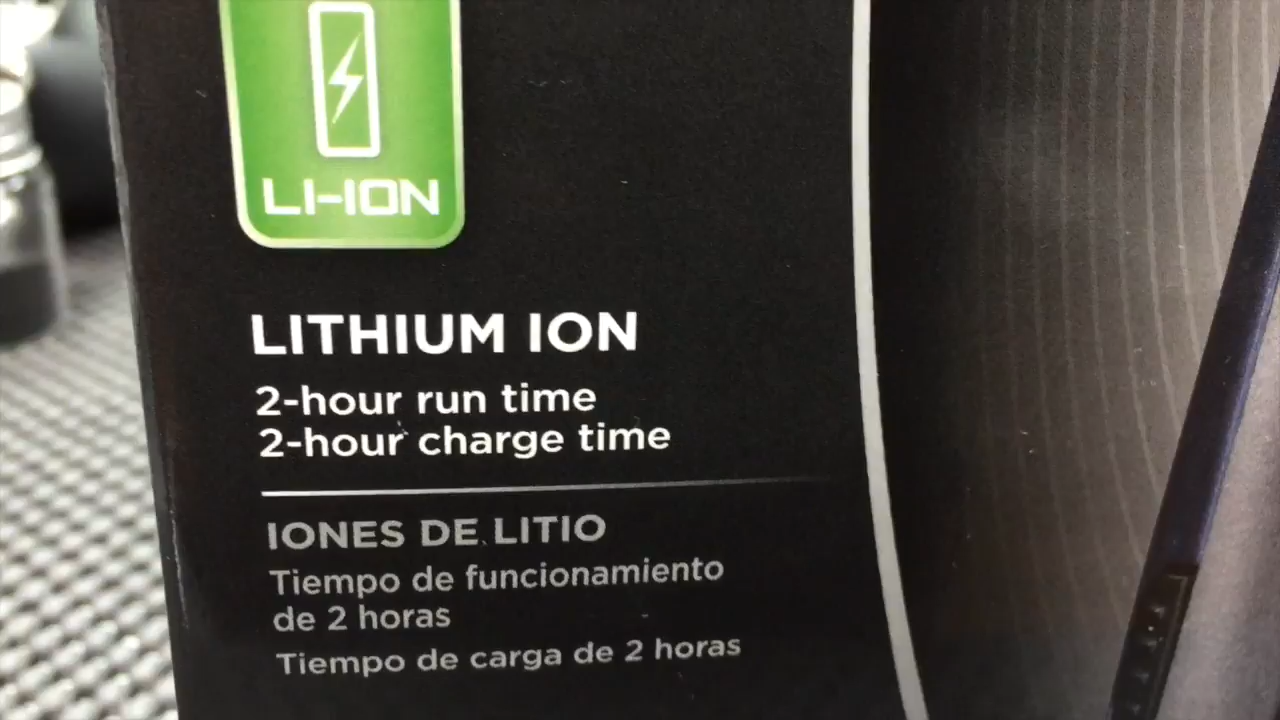 LI-ION
LITHIUM ION
2-hour run time
2-hour charge time
IONES DE LITIO
Tiempo de funcionamiento
de 2 horas
Tiempo de carga de 2 horas